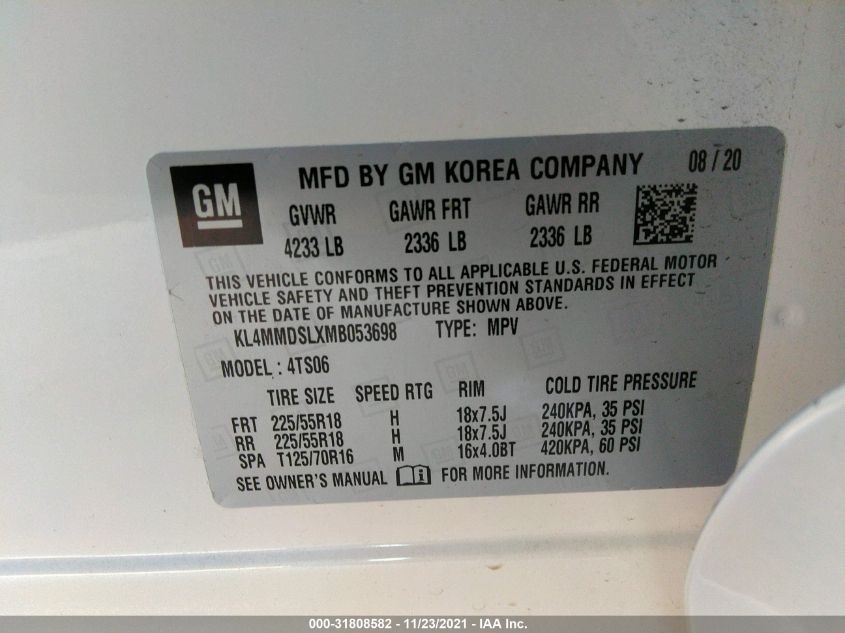 GM
MFD BY GM KOREA COMPANY 08 / 20
GVWR GAWR FRT GAWR RR
4233 LB 2336 LB 2336 LB
THIS VEHICLE CONFORMS TO ALL APPLICABLE U.S. FEDERAL MOTOR
VEHICLE SAFETY AND THEFT PREVENTION STANDARDS IN EFFECT
ON THE DATE OF MANUFACTURE SHOWN ABOVE.
KL4MMDSLXMB053698 TYPE: MPV
MODEL : 4TS06
TIRE SIZE SPEED RTG RIM COLD TIRE PRESSURE
FRT 225/55R18 H 18x7.5J 240KPA, 35 PSI
RR 225/55R18 H 18x7.5J 240KPA, 35 PSI
SPA T125/70R16 M 16x4.0BT 420KPA, 60 PSI
SEE OWNER'S MANUAL i FOR MORE INFORMATION.
000-31808582 - 11/23/2021 - IAA Inc.